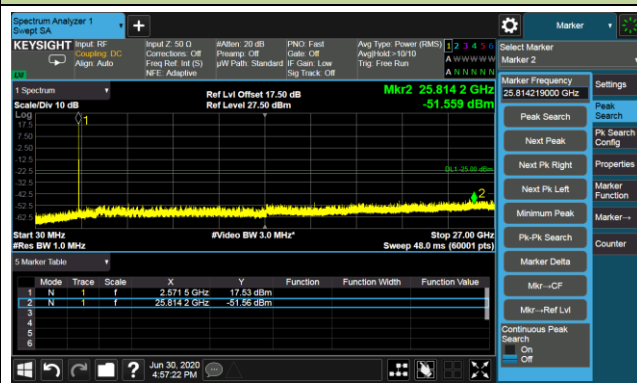 Spectrum Analyzer 1
Swept SA
Marker
KEYSIGHT
Input: RF
Coupling: DC
Align: Auto
Input Z: 50 Ω
Corrections: Off
Freq Ref: Int (S)
NFE: Adaptive
#Atten: 20 dB
Preamp: Off
µW Path: Standard
PNO: Fast
Gate: Off
IF Gain: Low
Sig Track: Off
Avg Type: Power (RMS)
Avg|Hold:>10/10
Trig: Free Run
1 2 3 4 5 6
A W W W W W
A N N N N N
Select Marker
Marker 2
1 Spectrum
Scale/Div 10 dB
Ref Lvl Offset 17.50 dB
Ref Level 27.50 dBm
Mkr2 25.814 2 GHz
-51.559 dBm
Log
17.5
7.50
-2.50
-12.5
-22.5
-32.5
-42.5
-52.5
-62.5
1
DL1 -25.00 dBm
2
Start 30 MHz
#Res BW 1.0 MHz
#Video BW 3.0 MHz*
Stop 27.00 GHz
Sweep 48.0 ms (60001 pts)
5 Marker Table
Mode Trace Scale X Y Function Function Width Function Value
1 N 1 f 2.571 5 GHz 17.53 dBm
2 N 1 f 25.814 2 GHz -51.56 dBm
3
4
5
6
Jun 30, 2020
4:57:22 PM
Marker Frequency
25.814219000 GHz
Peak Search
Next Peak
Next Pk Right
Next Pk Left
Minimum Peak
Pk-Pk Search
Marker Delta
Mkr→CF
Mkr→Ref Lvl
Continuous Peak
Search
On
Off
Settings
Peak
Search
Pk Search
Config
Properties
Marker
Function
Marker→
Counter